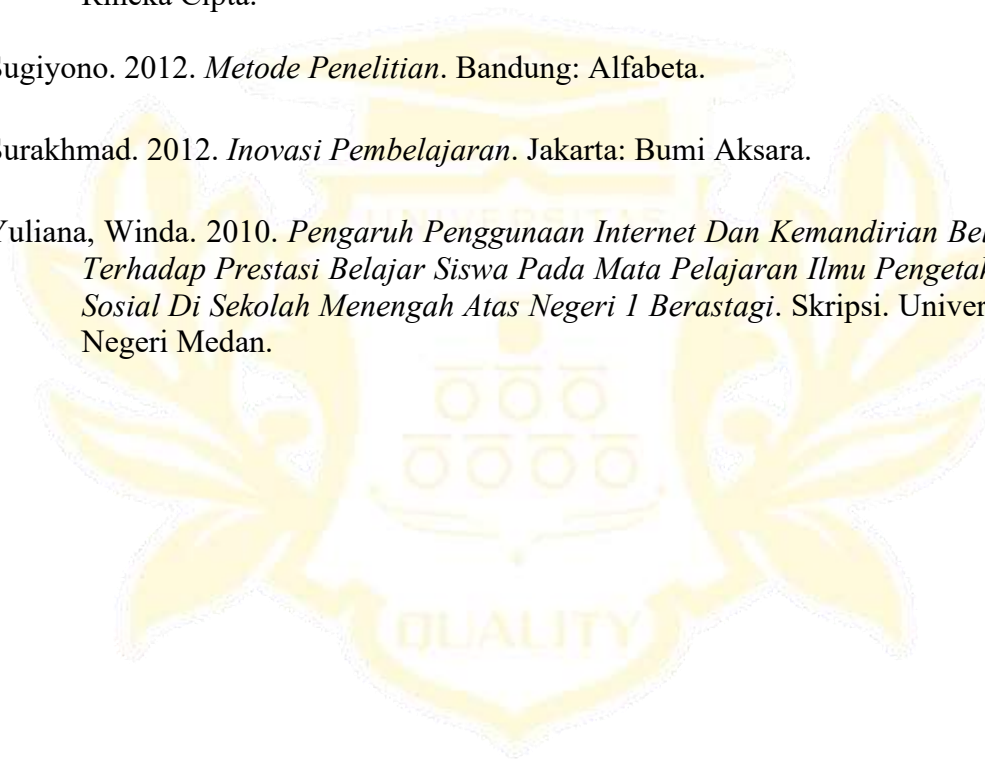 Rineka Cipta.
Sugiyono. 2012. Metode Penelitian. Bandung: Alfabeta.
Surakhmad. 2012. Inovasi Pembelajaran. Jakarta: Bumi Aksara.
UNIVERSITAS
Yuliana, Winda. 2010. Pengaruh Penggunaan Internet Dan Kemandirian Bel
Terhadap Prestasi Belajar Siswa Pada Mata Pelajaran Ilmu Pengetah
Sosial Di Sekolah Menengah Atas Negeri 1 Berastagi. Skripsi. Univer
Negeri Medan.
QUALITY